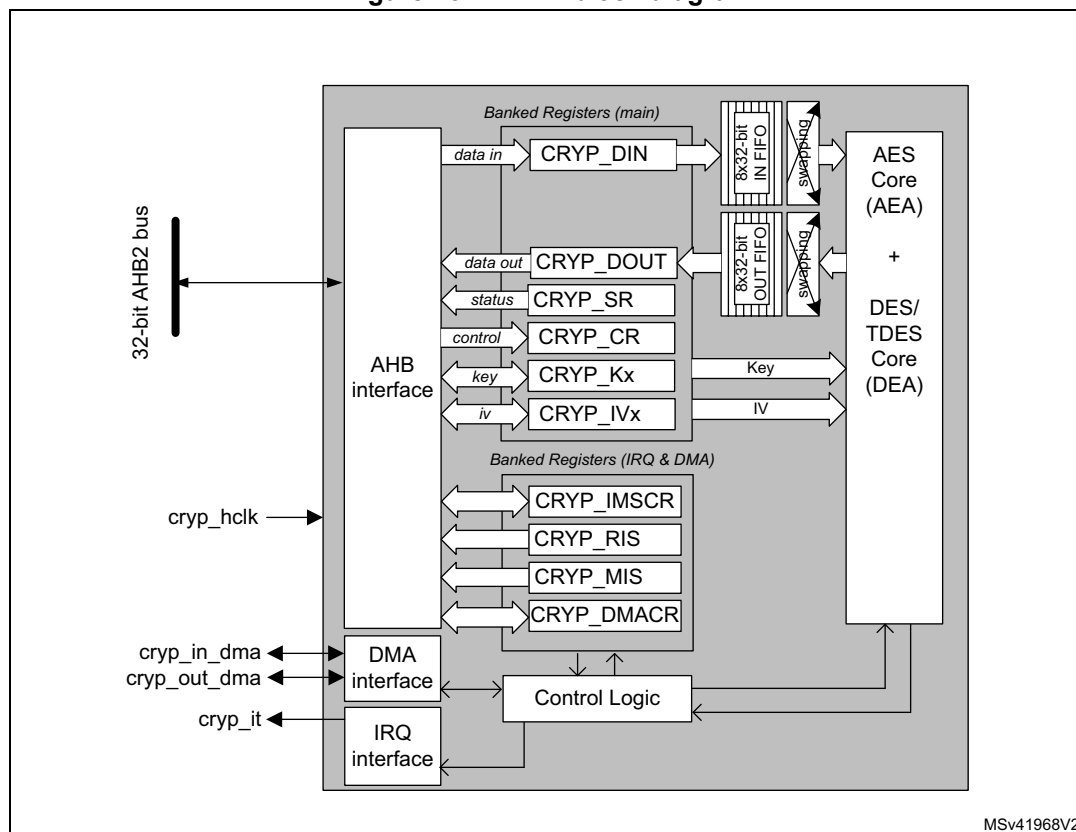 Banked Registers (main)
data in
CRYP_DIN
8x32-bit
IN FIFO
swapping
AES
Core
(AEA)
+
DES/
TDES
Core
(DEA)
32-bit AHB2 bus
AHB
interface
data out
CRYP_DOUT
8x32-bit
OUT FIFO
swapping
status
CRYP_SR
control
CRYP_CR
key
CRYP_Kx
Key
iv
CRYP_IVx
IV
Banked Registers (IRQ & DMA)
CRYP_IMSCR
cryp_hclk
CRYP_RIS
CRYP_MIS
CRYP_DMACR
cryp_in_dma
cryp_out_dma
DMA
interface
Control Logic
cryp_it
IRQ
interface
MSv41968V2